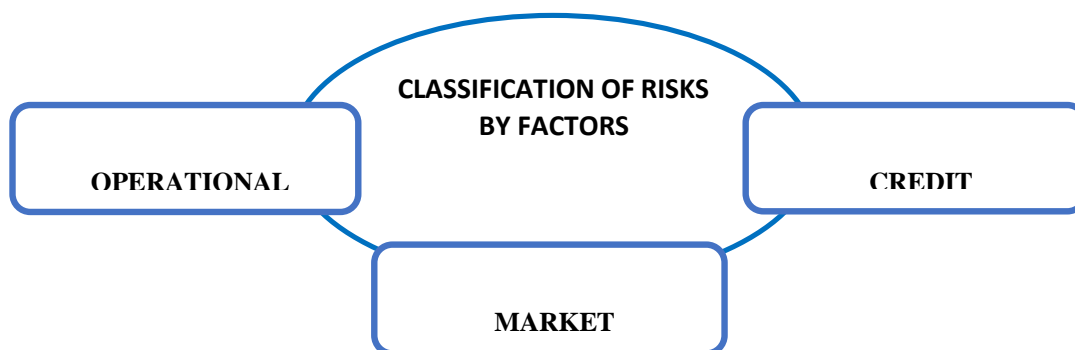 CLASSIFICATION OF RISKS
BY FACTORS
OPERATIONAL
CREDIT
MARKET